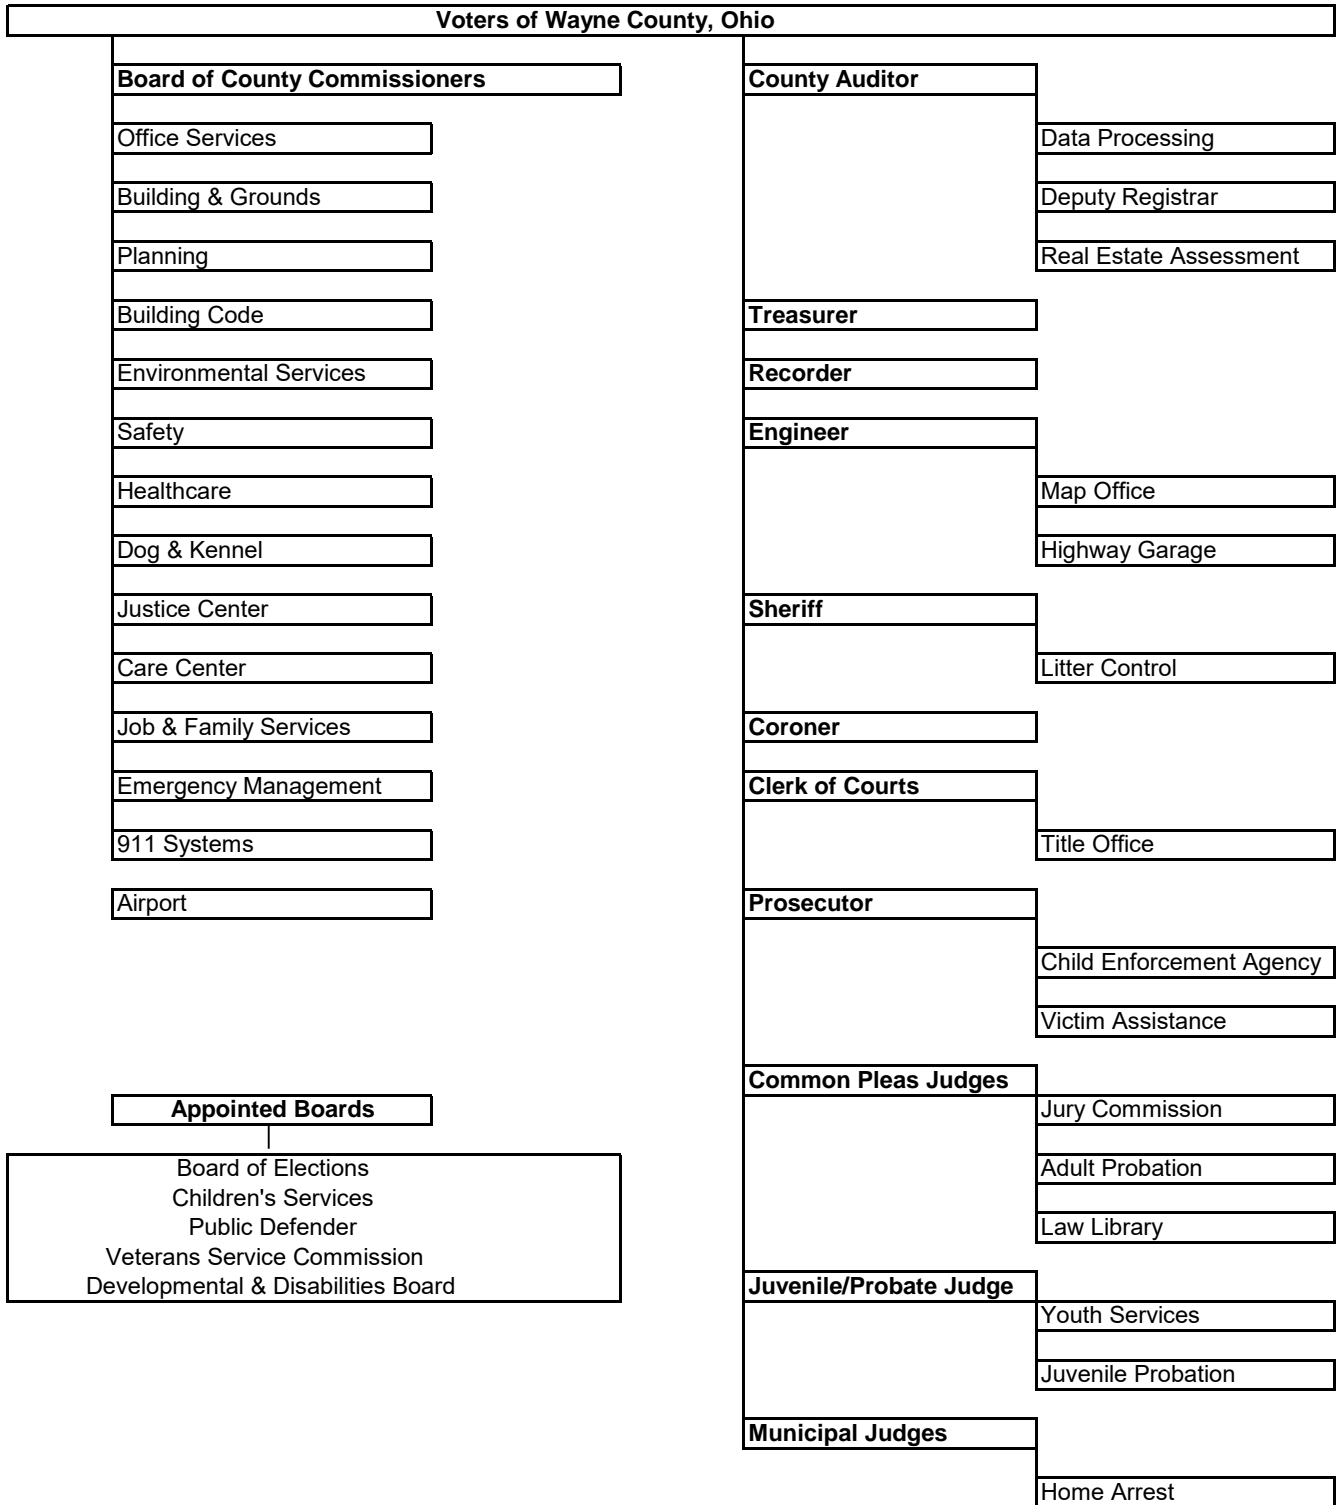 Voters of Wayne County, Ohio
Board of County Commissioners
Office Services
Building & Grounds
Planning
Building Code
Environmental Services
Safety
Healthcare
Dog & Kennel
Justice Center
Care Center
Job & Family Services
Emergency Management
911 Systems
Airport
Appointed Boards
Board of Elections
Children's Services
Public Defender
Veterans Service Commission
Developmental & Disabilities Board
County Auditor
Data Processing
Deputy Registrar
Real Estate Assessment
Treasurer
Recorder
Engineer
Map Office
Highway Garage
Sheriff
Litter Control
Coroner
Clerk of Courts
Title Office
Prosecutor
Child Enforcement Agency
Victim Assistance
Common Pleas Judges
Jury Commission
Adult Probation
Law Library
Juvenile/Probate Judge
Youth Services
Juvenile Probation
Municipal Judges
Home Arrest